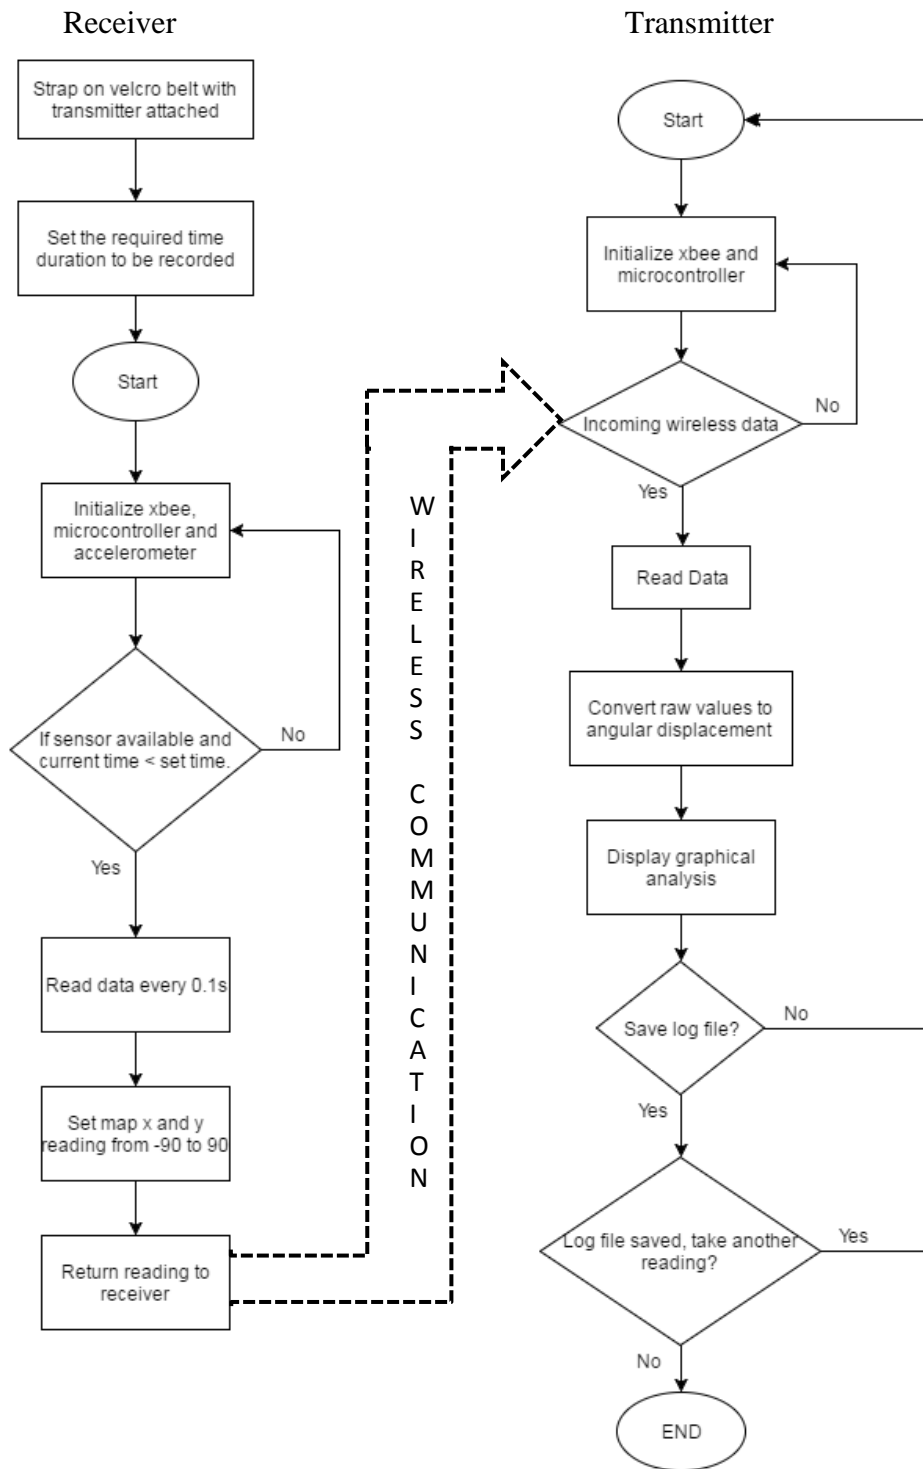 Receiver
Strap on velcro belt with
transmitter attached
Set the required time
duration to be recorded
Start
Initialize xbee,
microcontroller and
accelerometer
If sensor available and
current time < set time.
No
Yes
Read data every 0.1s
Set map x and y
reading from -90 to 90
Return reading to
receiver
WIRELESS COMMUNICATION
Transmitter
Start
Initialize xbee and
microcontroller
Incoming wireless data
No
Yes
Read Data
Convert raw values to
angular displacement
Display graphical
analysis
Save log file?
No
Yes
Log file saved, take another
reading?
Yes
No
END